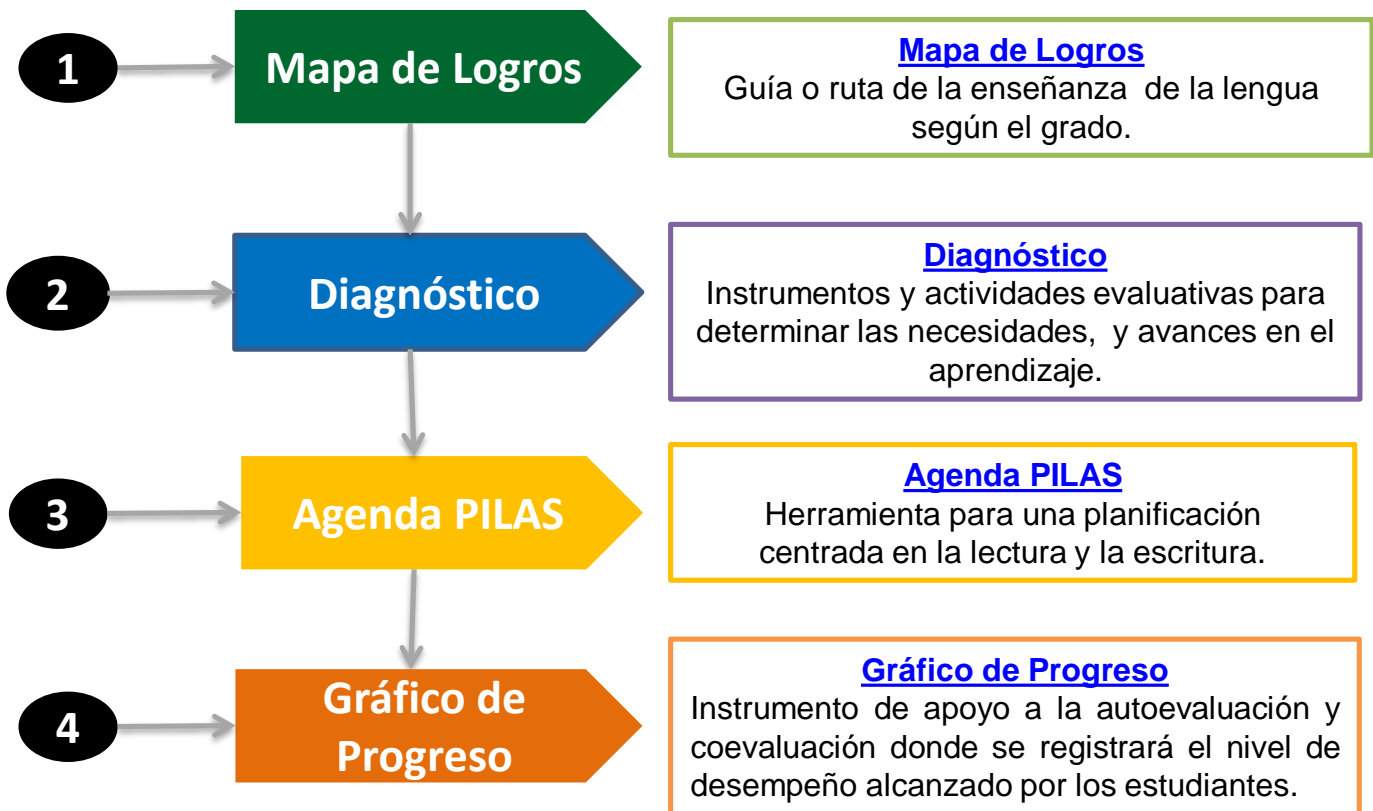 1
Mapa de Logros
Mapa de Logros
Guía o ruta de la enseñanza de la lengua
según el grado.
2
Diagnóstico
Diagnóstico
Instrumentos y actividades evaluativas para
determinar las necesidades, y avances en el
aprendizaje.
3
Agenda PILAS
Agenda PILAS
Herramienta para una planificación
centrada en la lectura y la escritura.
4
Gráfico de
Progreso
Gráfico de Progreso
Instrumento de apoyo a la autoevaluación y
coevaluación donde se registrará el nivel de
desempeño alcanzado por los estudiantes.